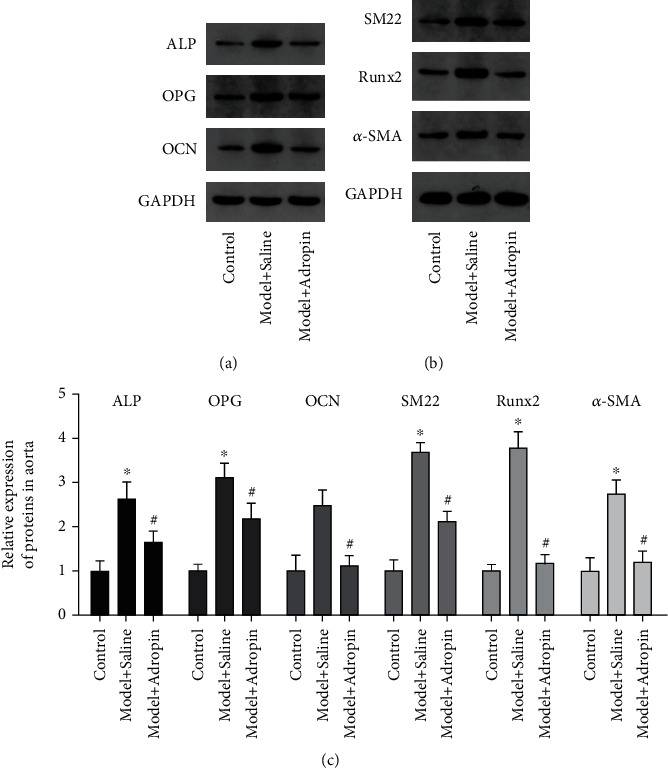 ALP
OPG
OCN
GAPDH
Control
Model+Saline
Model+Adropin
(a)
SM22
Runx2
α-SMA
GAPDH
Control
Model+Saline
Model+Adropin
(b)
Relative expression
of proteins in aorta
5
4
3
2
1
0
ALP
OPG
OCN
SM22
Runx2
α-SMA
*
#
*
#
#
*
#
*
#
*
#
Control
Model+Saline
Model+Adropin
Control
Model+Saline
Model+Adropin
Control
Model+Saline
Model+Adropin
Control
Model+Saline
Model+Adropin
Control
Model+Saline
Model+Adropin
Control
Model+Saline
Model+Adropin
(c)